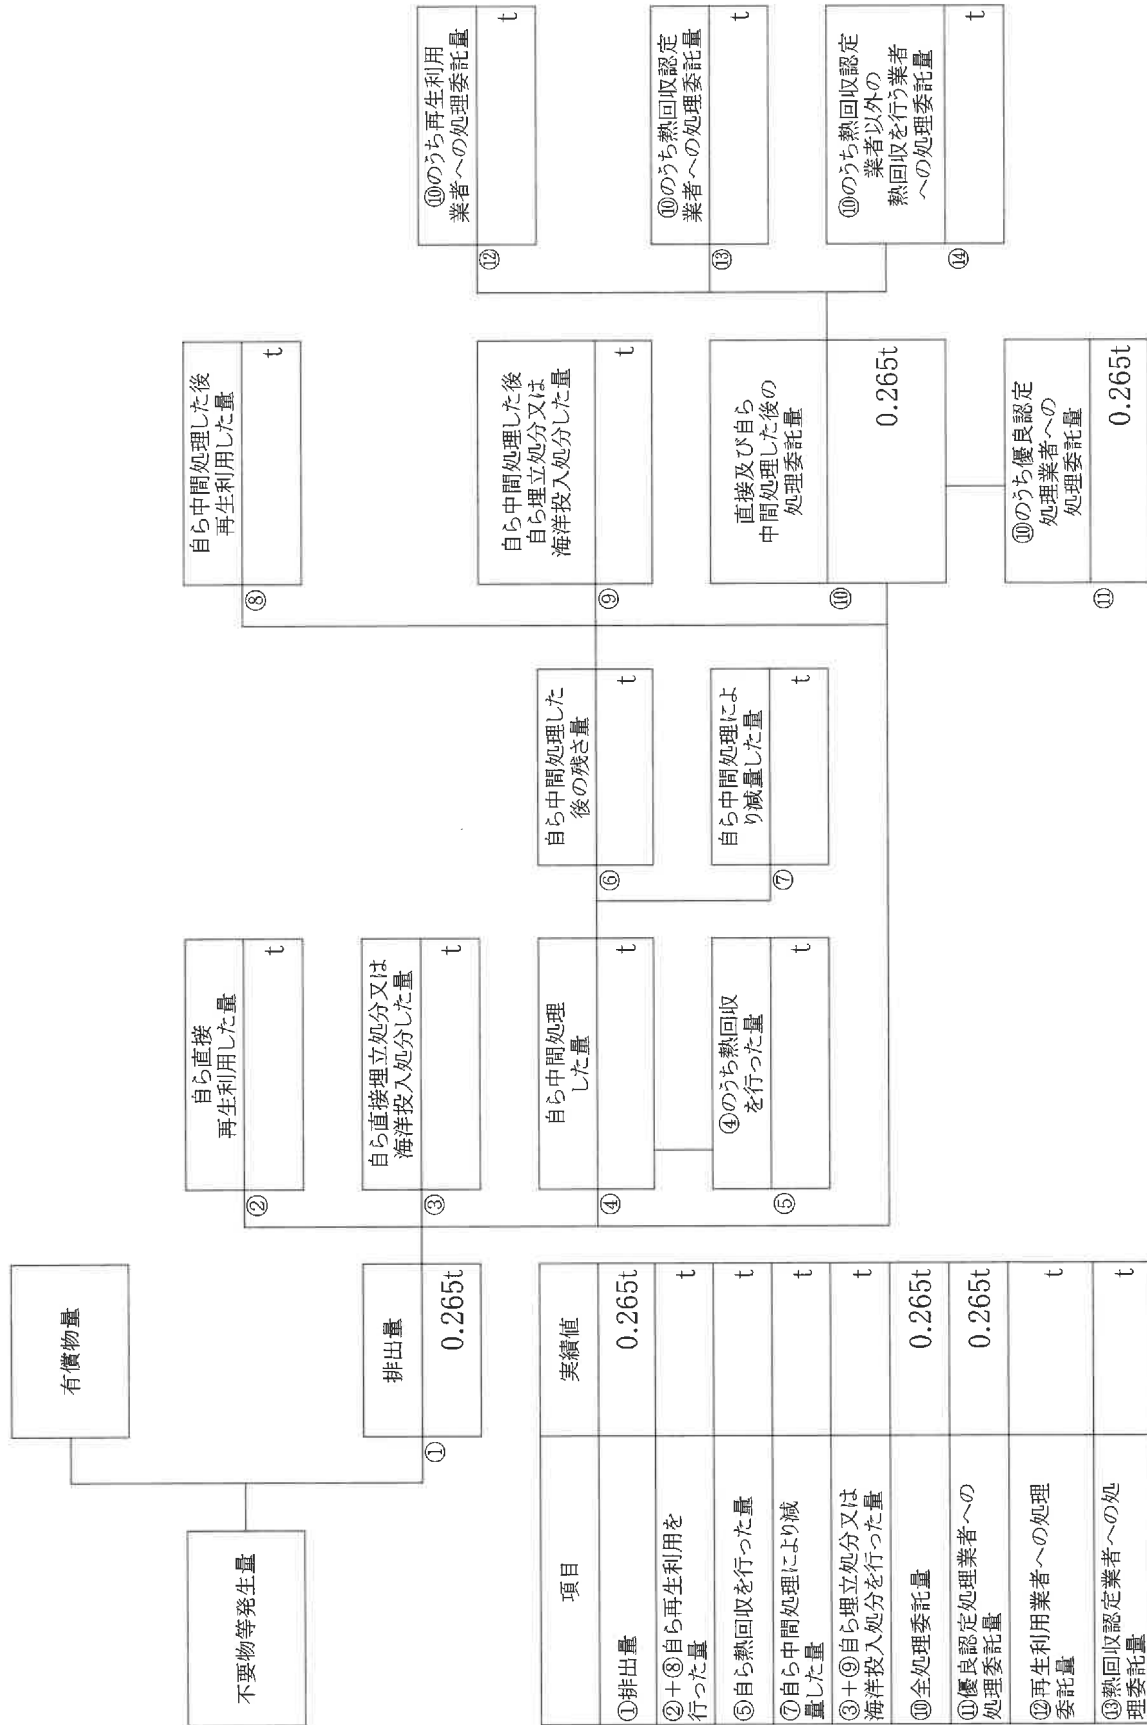 不要物等発生量
有償物量
排出量
①
0.265t
自ら直接
再生利用した量
②
t
自ら直接埋立処分又は
海洋投入処分した量
③
t
自ら中間処理
した量
④
t
④のうち熱回収
を行った量
⑤
t
自ら中間処理した
後の残さ量
⑥
t
自ら中間処理によ
り減量した量
⑦
t
自ら中間処理した後
再生利用した量
⑧
t
自ら中間処理した後
自ら埋立処分又は
海洋投入処分した量
⑨
t
直接及び自ら
中間処理した後の
処理委託量
⑩
0.265t
⑩のうち優良認定
処理業者への
処理委託量
⑪
0.265t
⑩のうち再生利用
業者への処理委託量
⑫
t
⑩のうち熱回収認定
業者への処理委託量
⑬
t
⑩のうち熱回収認定
業者以外の
熱回収を行う業者
への処理委託量
⑭
t
項目 実績値
①排出量 0.265t
②+⑧自ら再生利用を
行った量 t
⑤自ら熱回収を行った量 t
⑦自ら中間処理により減
量した量 t
③+⑨自ら埋立処分又は
海洋投入処分を行った量 t
⑩全処理委託量 0.265t
⑪優良認定処理業者への
処理委託量 0.265t
⑫再生利用業者への処理
委託量 t
⑬熱回収認定業者への処
理委託量 t